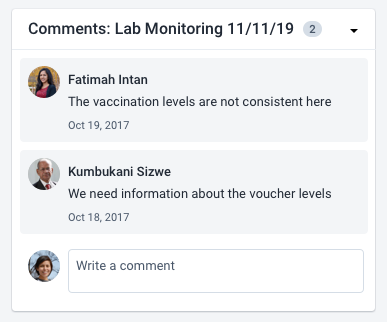 Comments: Lab Monitoring 11/11/19 2
Fatimah Intan
The vaccination levels are not consistent here
Oct 19, 2017
Kumbukani Sizwe
We need information about the voucher levels
Oct 18, 2017
Write a comment